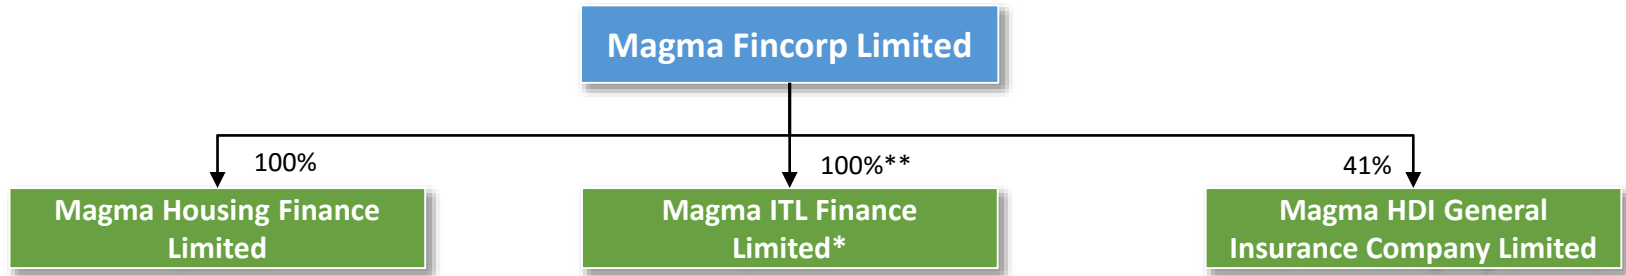 Magma Fincorp Limited
100%
100%**
41%
Magma Housing Finance
Limited
Magma ITL Finance
Limited*
Magma HDI General
Insurance Company Limited